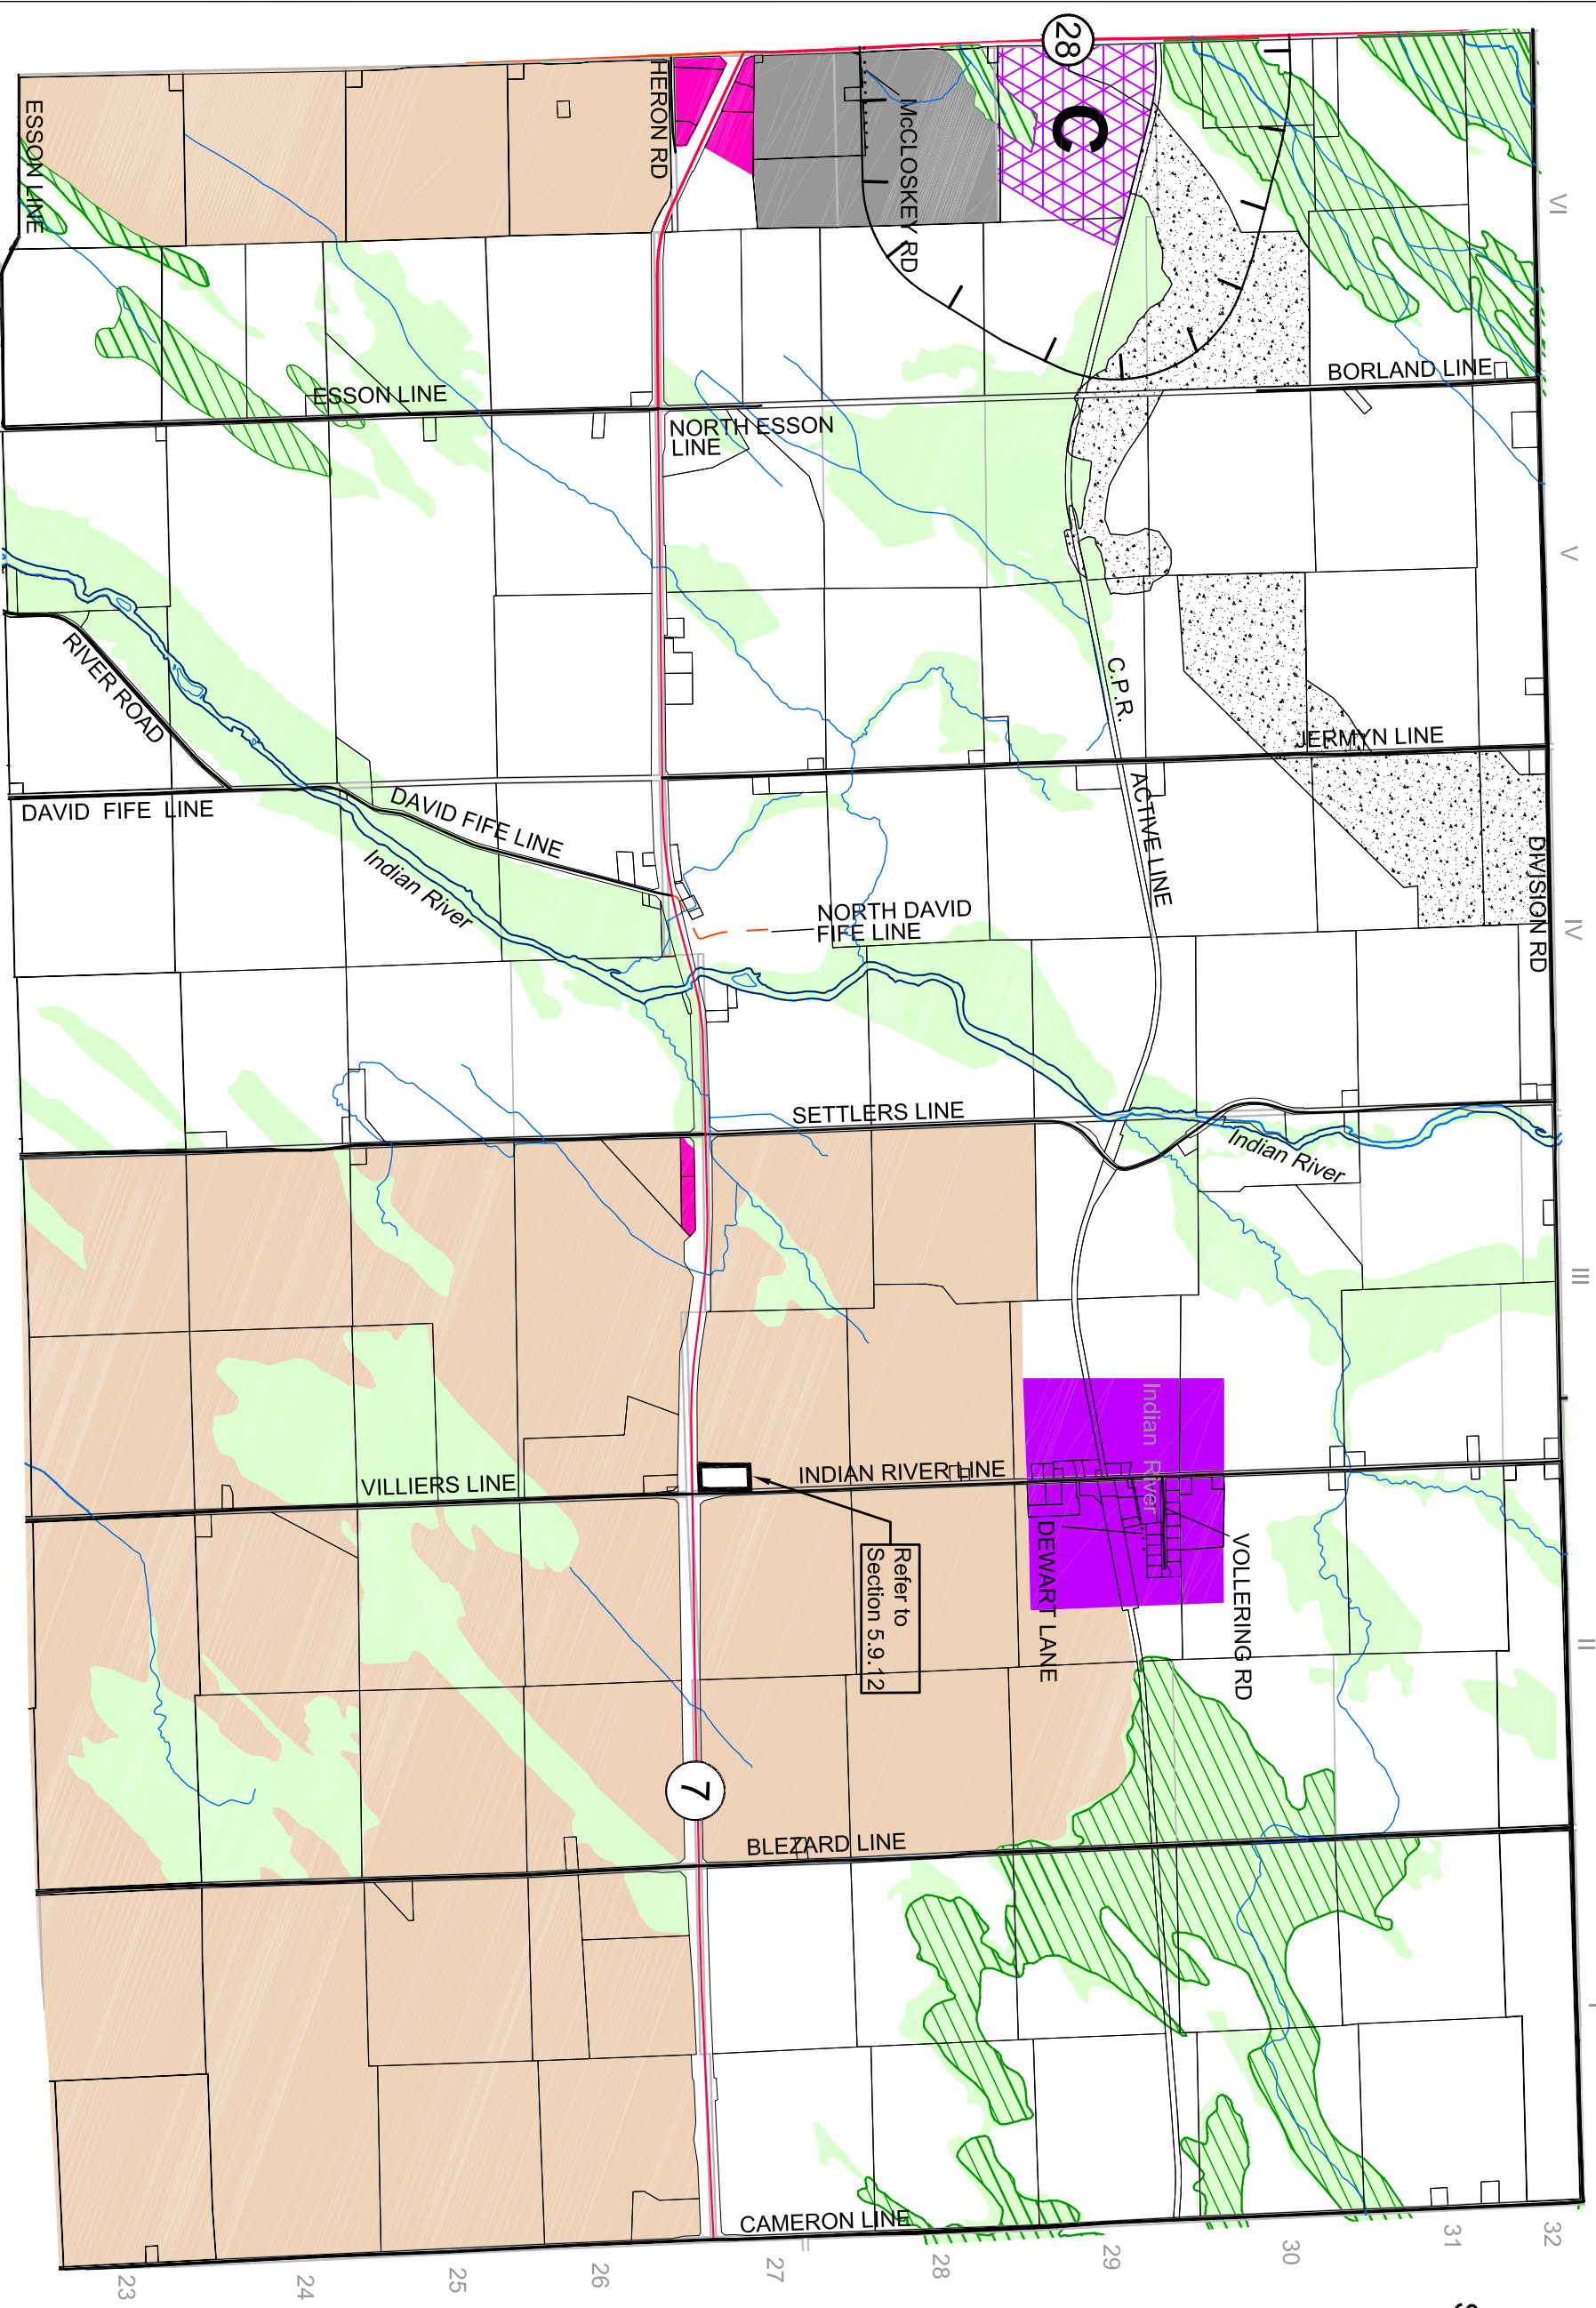 28
C
VI
HERON RD
McCLOSKEY RD
ESSON LINE
BORLAND LINE
ESSON LINE
NORTH ESSON
LINE
V
RIVER ROAD
C.P.R.
ACTIVE LINE
JERMYN LINE
DAVID FIFE LINE
DAVID FIFE LINE
Indian River
DIVISION RD
NORTH DAVID
FIFE LINE
IV
SETTLERS LINE
Indian River
III
Indian River
VILLIERS LINE
INDIAN RIVER LINE
DEWART LANE
VOLLERING RD
Refer to
Section 5.9.12
II
7
BLEZARD LINE
I
CAMERON LINE
23
24
25
26
27
28
29
30
31
32